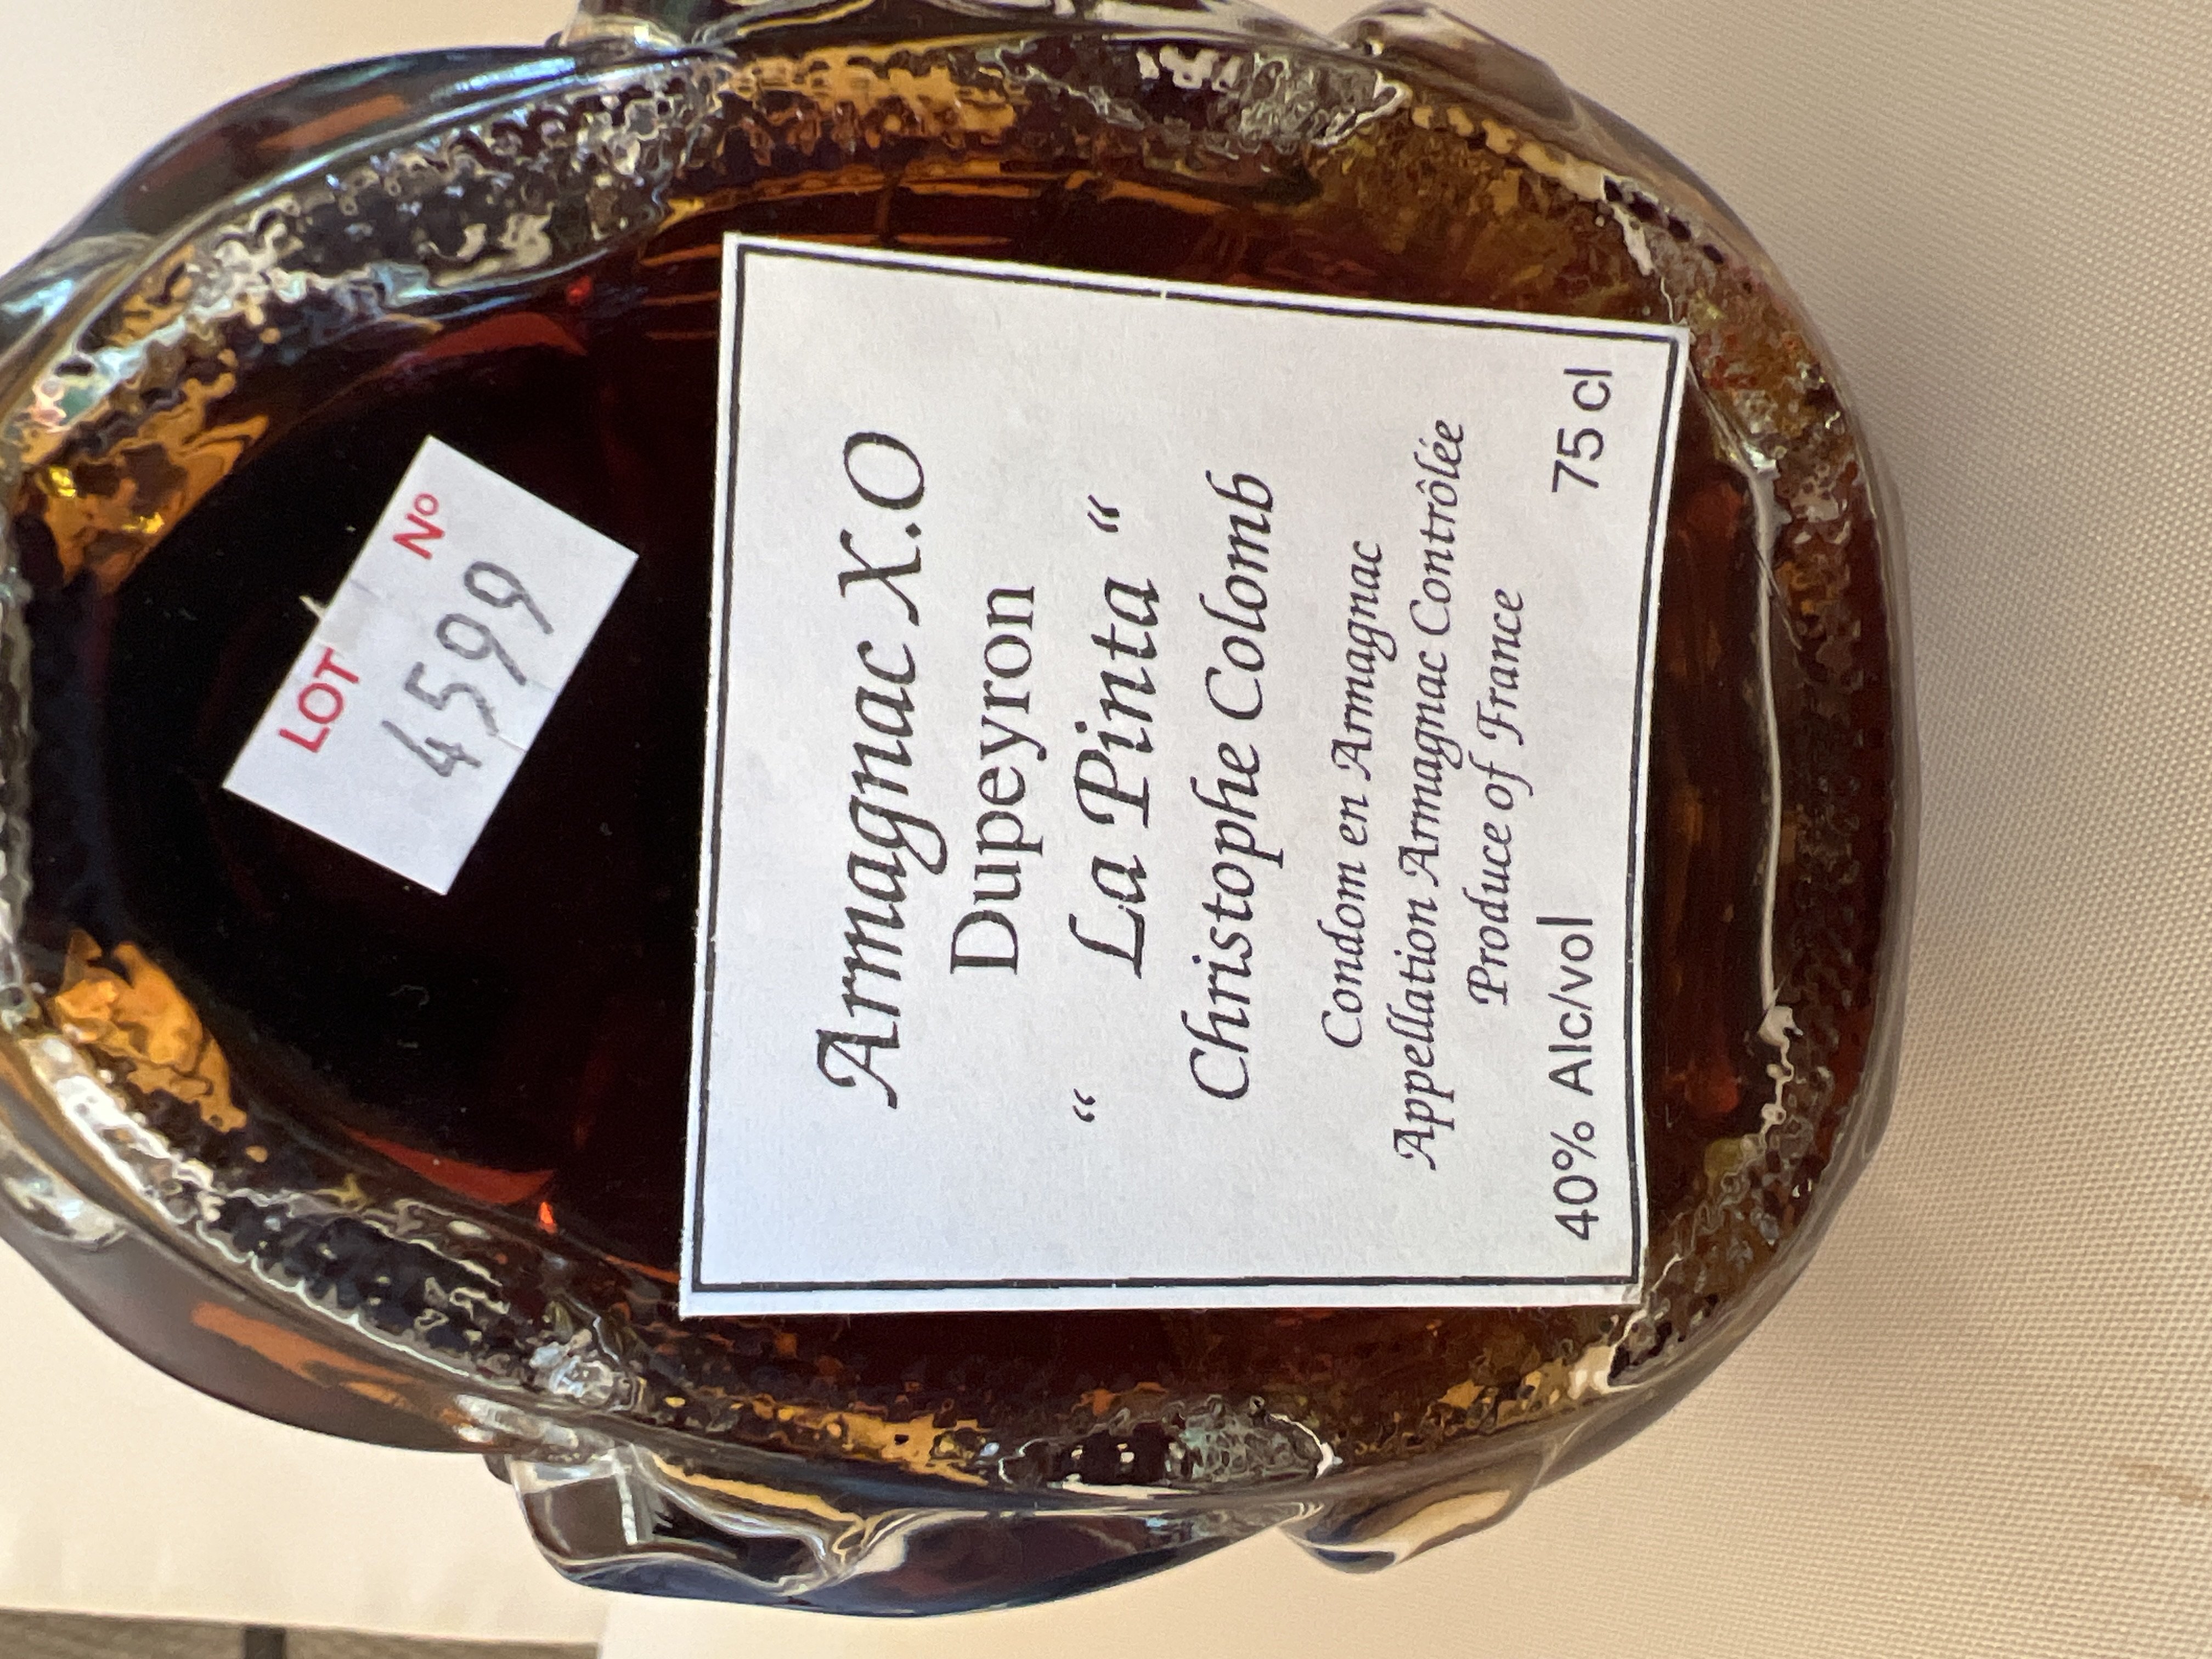 LOT Nº
4599
Armagnac X.O
Dupeyron
“ La Pinta “
Christophe Colomb
Condom en Armagnac
Appellation Armagnac Contrôlée
Produce of France
40% Alc/vol 75 cl